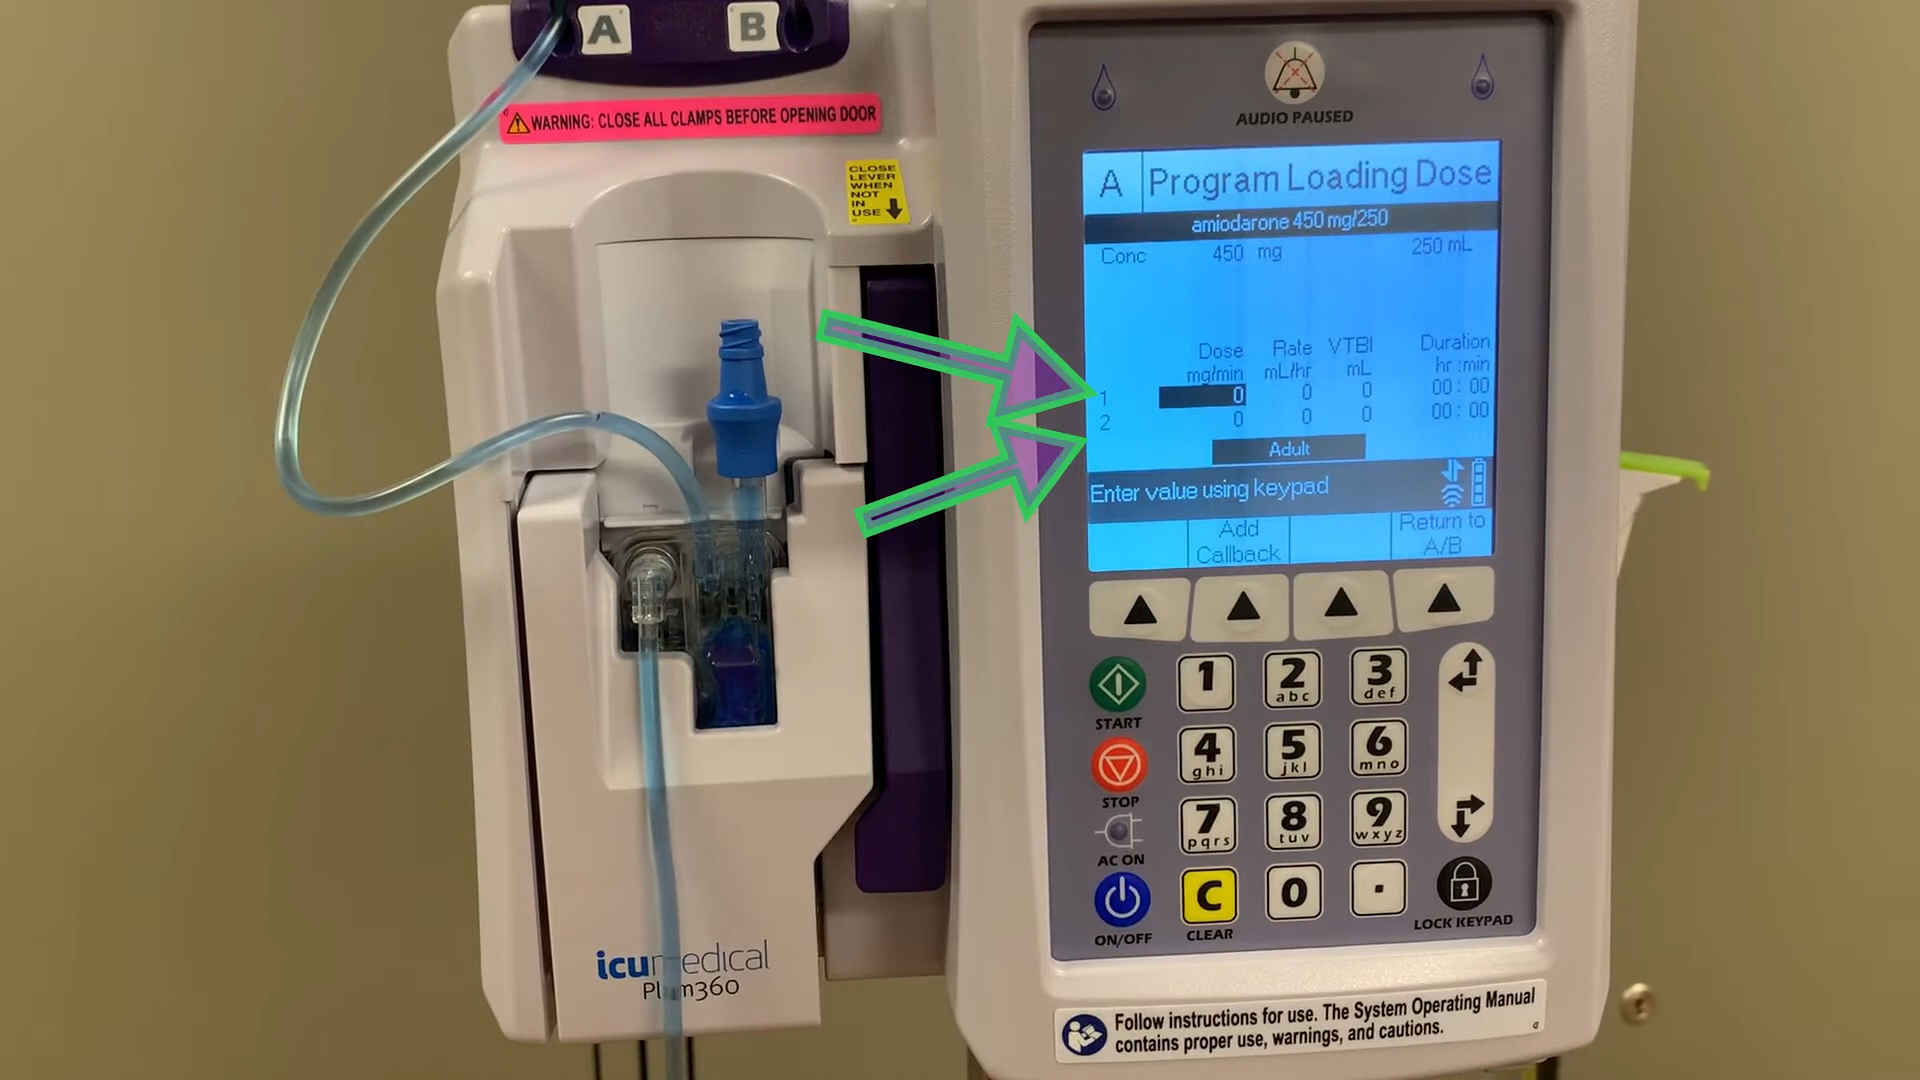 A
B
WARNING: CLOSE ALL CLAMPS BEFORE OPENING DOOR
CLOSE
LEVER
WHEN
NOT
IN
USE
icumedical
Plum360
AUDIO PAUSED
A Program Loading Dose
amiodarone 450 mg/250
Conc 450 mg 250 mL
Dose Rate VTBI Duration
mg/min mL/hr mL hr :min
1 0 0 0 00 : 00
2 0 0 0 00 : 00
Adult
Enter value using keypad
Add Return to
Callback A/B
START
1 2 abc 3 def
STOP
4 ghi 5 jkl 6 mno
AC ON
7 pqrs 8 tuv 9 wxyz
ON/OFF
C 0 .
CLEAR
LOCK KEYPAD
Follow instructions for use. The System Operating Manual
contains proper use, warnings, and cautions.